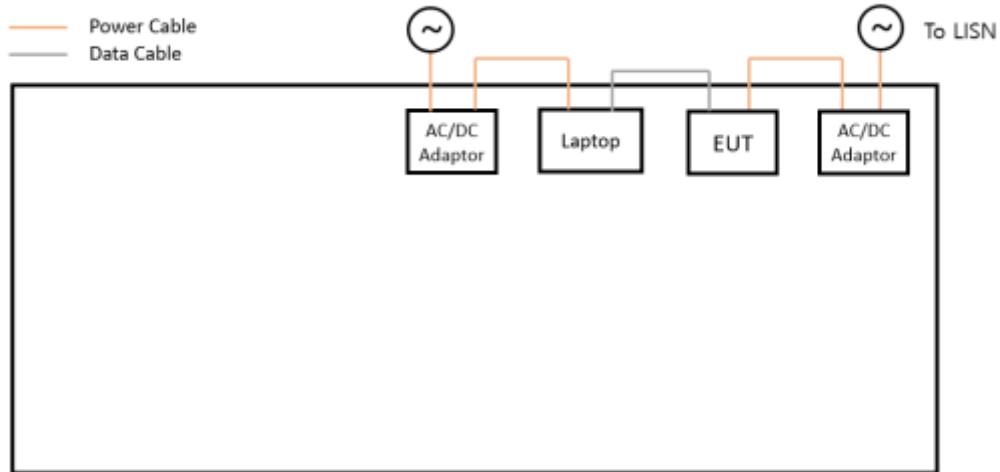 Power Cable
Data Cable
~
~
To LISN
AC/DC
Adaptor
Laptop
EUT
AC/DC
Adaptor